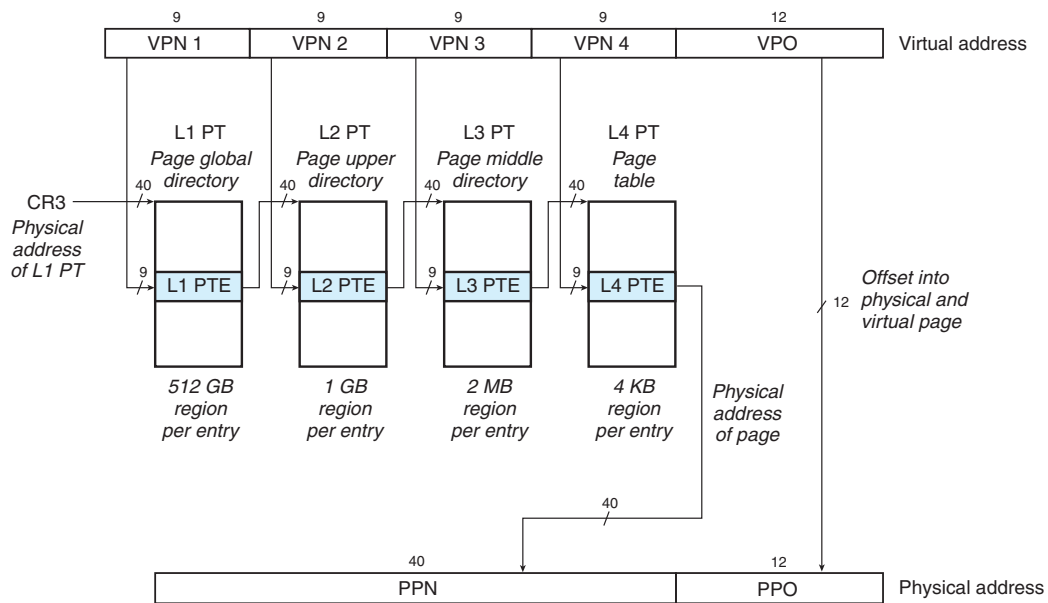 9 9 9 9 12
VPN 1 VPN 2 VPN 3 VPN 4 VPO Virtual address
L1 PT
Page global
directory
L2 PT
Page upper
directory
L3 PT
Page middle
directory
L4 PT
Page
table
CR3
Physical
address
of L1 PT
40 40 40 40
9 9 9 9
L1 PTE L2 PTE L3 PTE L4 PTE
512 GB
region
per entry
1 GB
region
per entry
2 MB
region
per entry
4 KB
region
per entry
Physical
address
of page
12
Offset into
physical and
virtual page
40
40 12
PPN PPO Physical address